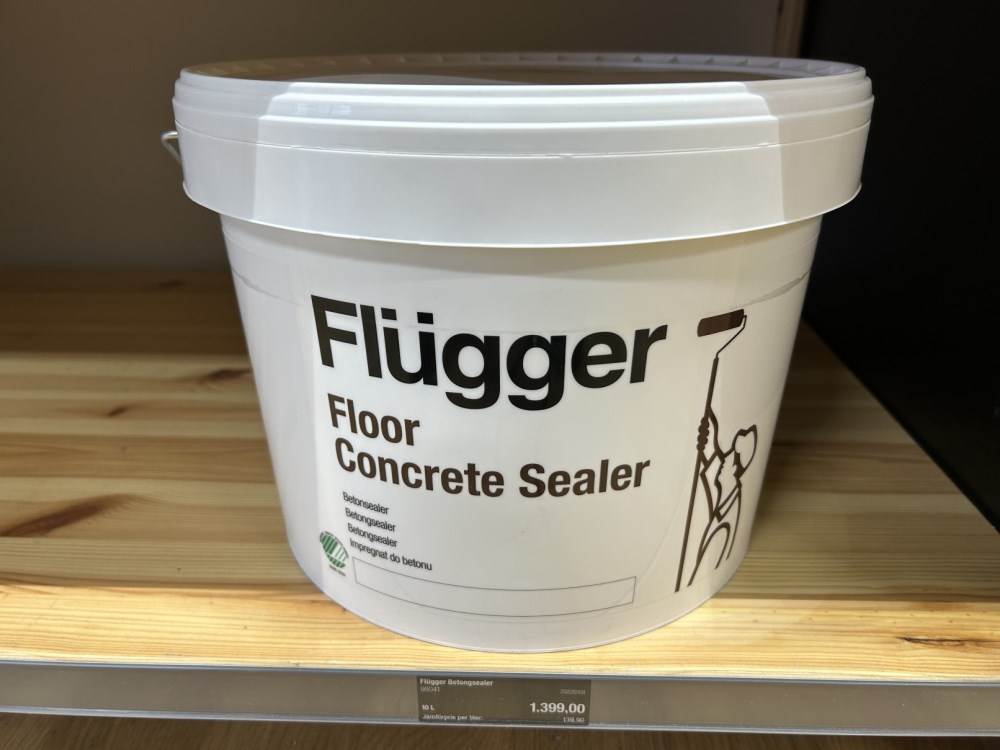 Flügger
Floor
Concrete Sealer
Betonsealer
Betongsealer
Betongsealer
Impregnat do betonu
Flügger Betongsealer
10 L
1.399,00
Jämförpris per liter:
139,90